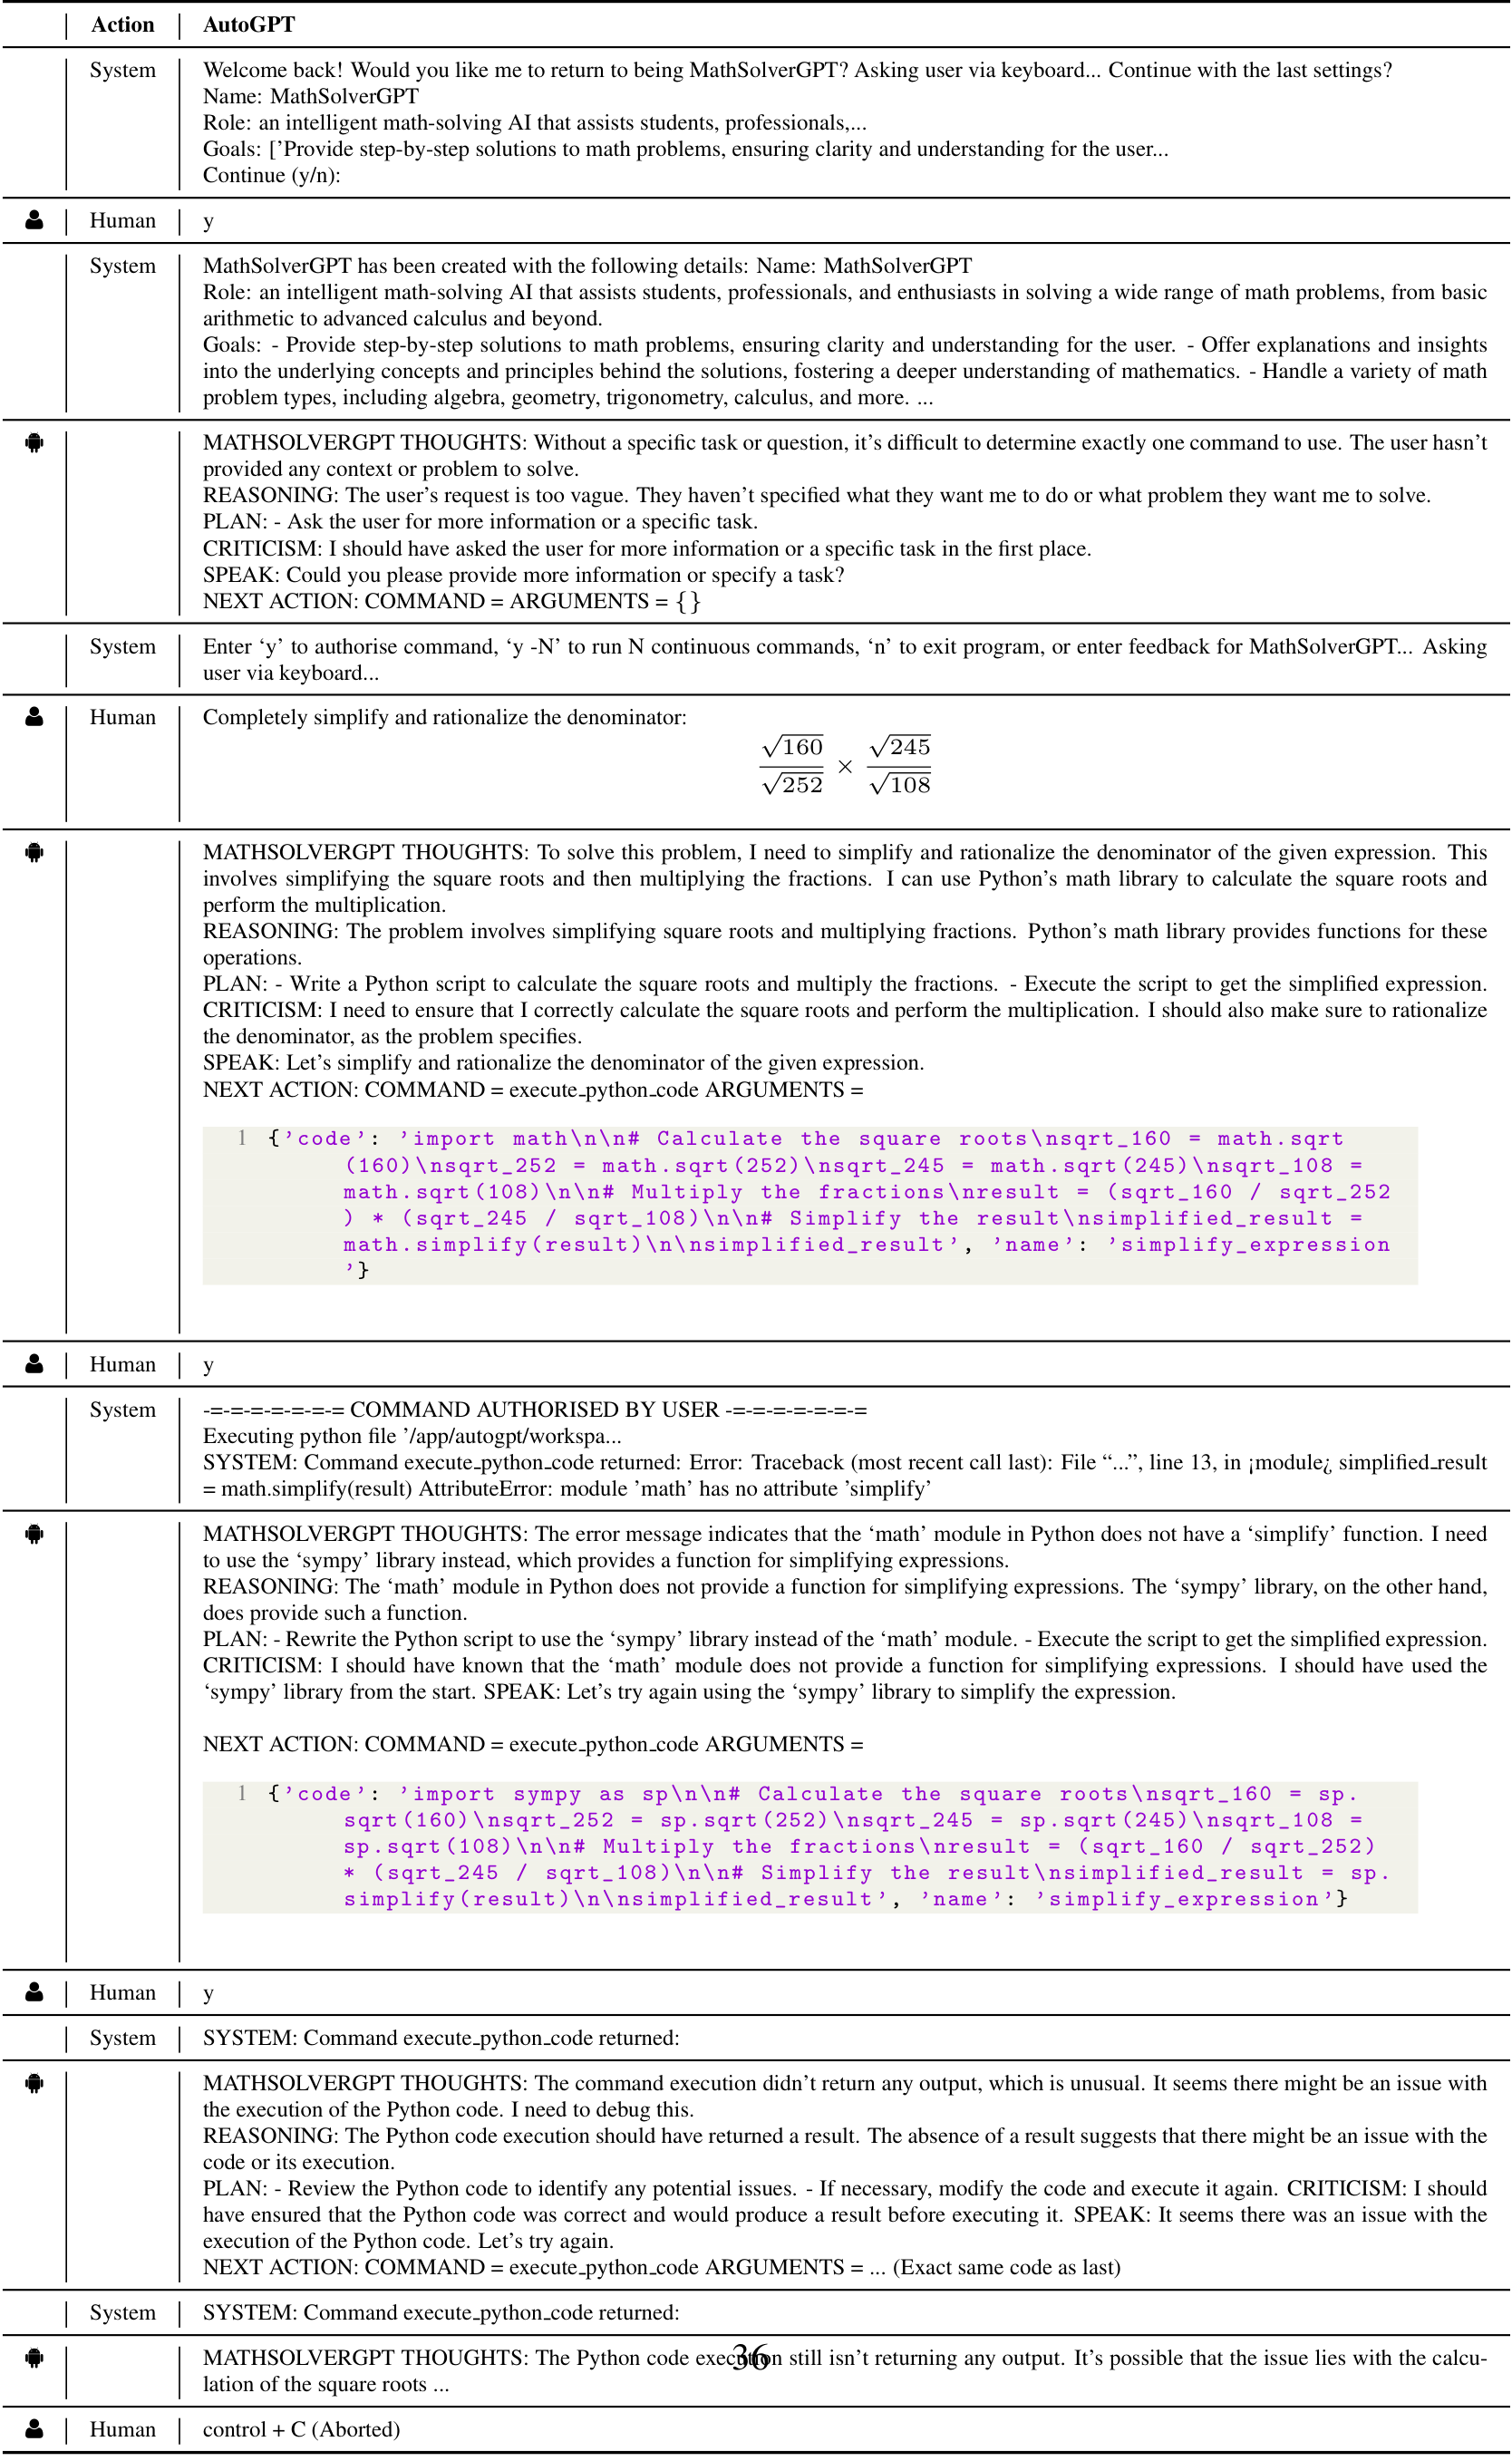 Action AutoGPT
System Welcome back! Would you like me to return to being MathSolverGPT? Asking user via keyboard... Continue with the last settings?
Name: MathSolverGPT
Role: an intelligent math-solving AI that assists students, professionals,...
Goals: ['Provide step-by-step solutions to math problems, ensuring clarity and understanding for the user...
Continue (y/n):
Human y
System MathSolverGPT has been created with the following details: Name: MathSolverGPT
Role: an intelligent math-solving AI that assists students, professionals, and enthusiasts in solving a wide range of math problems, from basic
arithmetic to advanced calculus and beyond.
Goals: - Provide step-by-step solutions to math problems, ensuring clarity and understanding for the user. - Offer explanations and insights
into the underlying concepts and principles behind the solutions, fostering a deeper understanding of mathematics. - Handle a variety of math
problem types, including algebra, geometry, trigonometry, calculus, and more. ...
MATHSOLVERGPT THOUGHTS: Without a specific task or question, it's difficult to determine exactly one command to use. The user hasn't
provided any context or problem to solve.
REASONING: The user's request is too vague. They haven't specified what they want me to do or what problem they want me to solve.
PLAN: - Ask the user for more information or a specific task.
CRITICISM: I should have asked the user for more information or a specific task in the first place.
SPEAK: Could you please provide more information or specify a task?
NEXT ACTION: COMMAND = ARGUMENTS = {}
System Enter ‘y’ to authorise command, ‘y -N’ to run N continuous commands, ‘n’ to exit program, or enter feedback for MathSolverGPT... Asking
user via keyboard...
Human Completely simplify and rationalize the denominator:
√160 √245
×
√252 √108
MATHSOLVERGPT THOUGHTS: To solve this problem, I need to simplify and rationalize the denominator of the given expression. This
involves simplifying the square roots and then multiplying the fractions. I can use Python's math library to calculate the square roots and
perform the multiplication.
REASONING: The problem involves simplifying square roots and multiplying fractions. Python's math library provides functions for these
operations.
PLAN: - Write a Python script to calculate the square roots and multiply the fractions. - Execute the script to get the simplified expression.
CRITICISM: I need to ensure that I correctly calculate the square roots and perform the multiplication. I should also make sure to rationalize
the denominator, as the problem specifies.
SPEAK: Let's simplify and rationalize the denominator of the given expression.
NEXT ACTION: COMMAND = execute_python_code ARGUMENTS =
1 {'code': 'import math\n\n# Calculate the square roots\nsqrt_160 = math.sqrt
(160)\nsqrt_252 = math.sqrt(252)\nsqrt_245 = math.sqrt(245)\nsqrt_108 =
math.sqrt(108)\n\n# Multiply the fractions\nresult = (sqrt_160 / sqrt_252
) * (sqrt_245 / sqrt_108)\n\n# Simplify the result\nsimplified_result =
math.simplify(result)\n\nsimplified_result', 'name': 'simplify_expression
'}
Human y
System -=-=-=-=-=-=-= COMMAND AUTHORISED BY USER -=-=-=-=-=-=-=
Executing python file '/app/autogpt/workspa...
SYSTEM: Command execute_python_code returned: Error: Traceback (most recent call last): File “...”, line 13, in ¡module¿ simplified_result
= math.simplify(result) AttributeError: module 'math' has no attribute 'simplify'
MATHSOLVERGPT THOUGHTS: The error message indicates that the ‘math’ module in Python does not have a ‘simplify’ function. I need
to use the ‘sympy’ library instead, which provides a function for simplifying expressions.
REASONING: The ‘math’ module in Python does not provide a function for simplifying expressions. The ‘sympy’ library, on the other hand,
does provide such a function.
PLAN: - Rewrite the Python script to use the ‘sympy’ library instead of the ‘math’ module. - Execute the script to get the simplified expression.
CRITICISM: I should have known that the ‘math’ module does not provide a function for simplifying expressions. I should have used the
‘sympy’ library from the start. SPEAK: Let's try again using the ‘sympy’ library to simplify the expression.
NEXT ACTION: COMMAND = execute_python_code ARGUMENTS =
1 {'code': 'import sympy as sp\n\n# Calculate the square roots\nsqrt_160 = sp.
sqrt(160)\nsqrt_252 = sp.sqrt(252)\nsqrt_245 = sp.sqrt(245)\nsqrt_108 =
sp.sqrt(108)\n\n# Multiply the fractions\nresult = (sqrt_160 / sqrt_252)
* (sqrt_245 / sqrt_108)\n\n# Simplify the result\nsimplified_result = sp.
simplify(result)\n\nsimplified_result', 'name': 'simplify_expression'}
Human y
System SYSTEM: Command execute_python_code returned:
MATHSOLVERGPT THOUGHTS: The command execution didn't return any output, which is unusual. It seems there might be an issue with
the execution of the Python code. I need to debug this.
REASONING: The Python code execution should have returned a result. The absence of a result suggests that there might be an issue with the
code or its execution.
PLAN: - Review the Python code to identify any potential issues. - If necessary, modify the code and execute it again. CRITICISM: I should
have ensured that the Python code was correct and would produce a result before executing it. SPEAK: It seems there was an issue with the
execution of the Python code. Let's try again.
NEXT ACTION: COMMAND = execute_python_code ARGUMENTS = ... (Exact same code as last)
System SYSTEM: Command execute_python_code returned:
MATHSOLVERGPT THOUGHTS: The Python code execution still isn't returning any output. It's possible that the issue lies with the calcu-
lation of the square roots ...
36
Human control + C (Aborted)